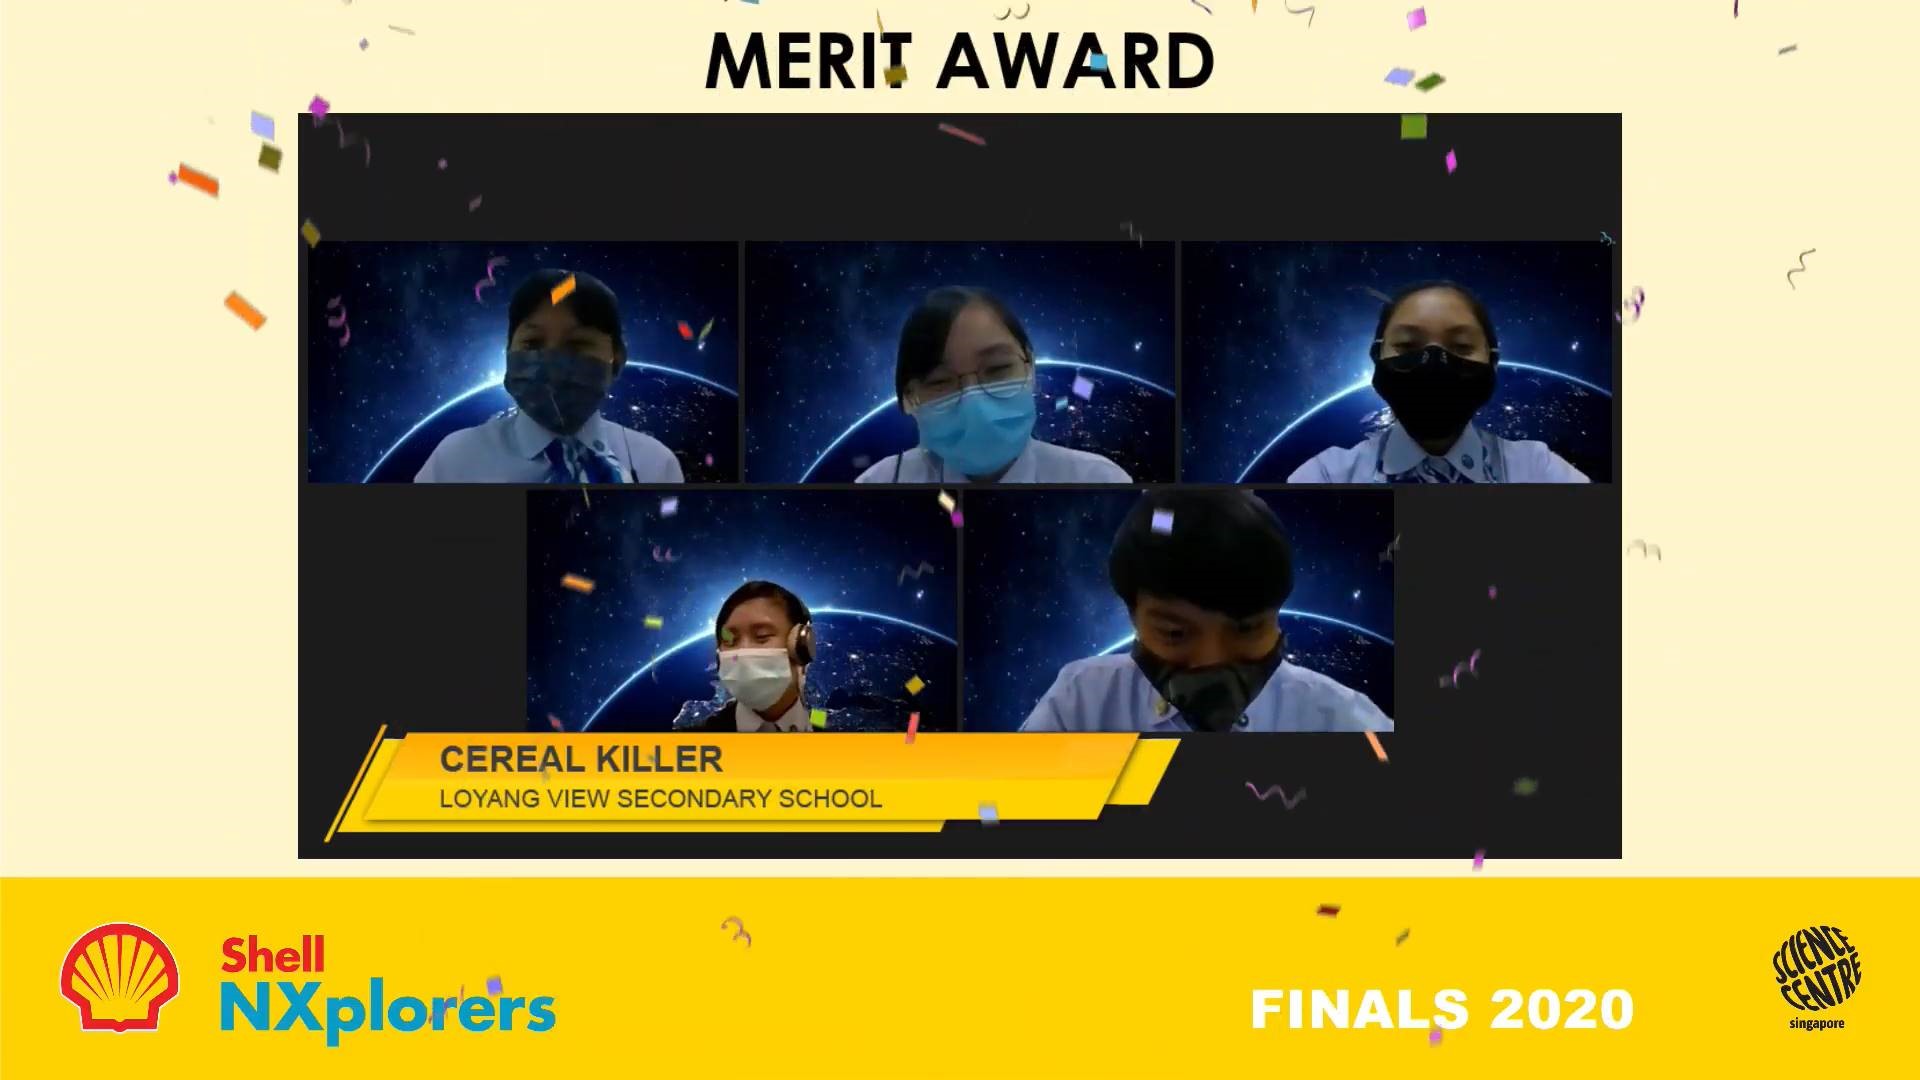 MERIT AWARD
CEREAL KILLER
LOYANG VIEW SECONDARY SCHOOL
Shell
NXplorers
FINALS 2020
SCIENCE
CENTRE
singapore